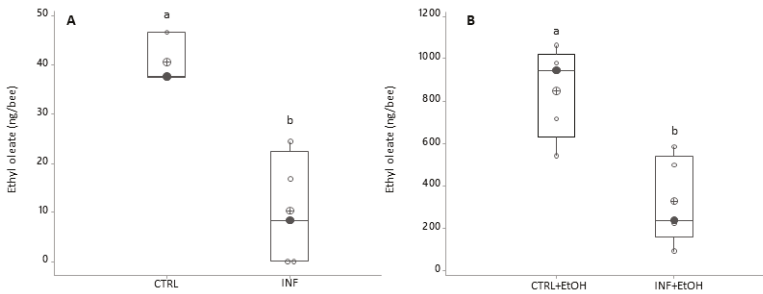 A
a
b
50
40
30
20
10
0
Ethyl oleate (ng/bee)
CTRL
INF
B
a
b
1200
1000
800
600
400
200
0
Ethyl oleate (ng/bee)
CTRL+EtOH
INF+EtOH